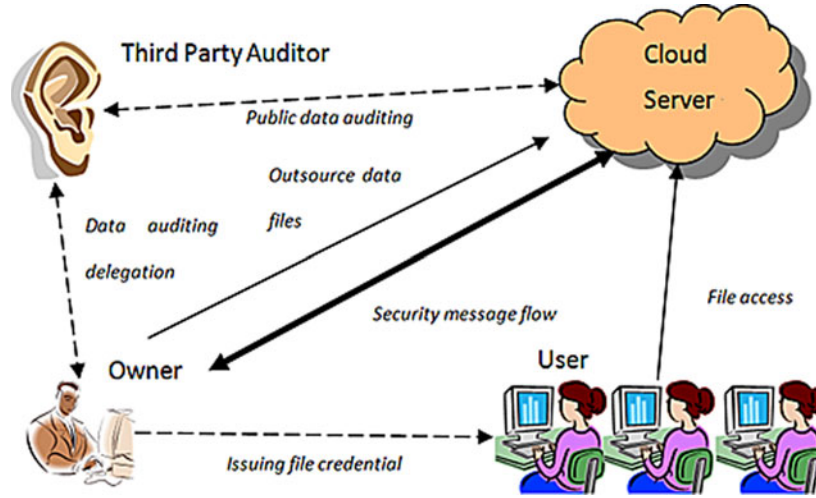 Third Party Auditor
Cloud
Server
Public data auditing
Outsource data
files
Data auditing
delegation
Security message flow
File access
Owner
User
Issuing file credential